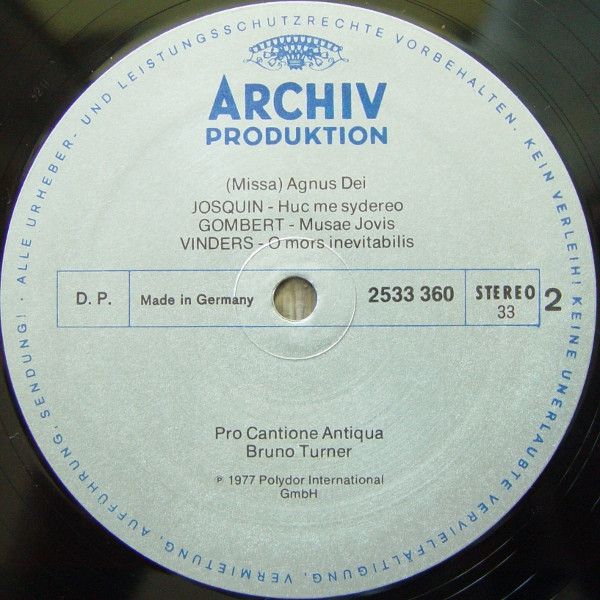 · ALLE URHEBER- UND LEISTUNGSSCHUTZRECHTE VORBEHALTEN. KEIN VERLEIH! KEINE UNERLAUBTE VERVIELFÄLTIGUNG, VERMIETUNG, AUFFÜHRUNG, SENDUNG!
ARCHIV
PRODUKTION
(Missa) Agnus Dei
JOSQUIN - Huc me sydereo
GOMBERT - Musae Jovis
VINDERS - O mors inevitabilis
D. P. Made in Germany 2533 360 STEREO 2
33
Pro Cantione Antiqua
Bruno Turner
℗ 1977 Polydor International
GmbH